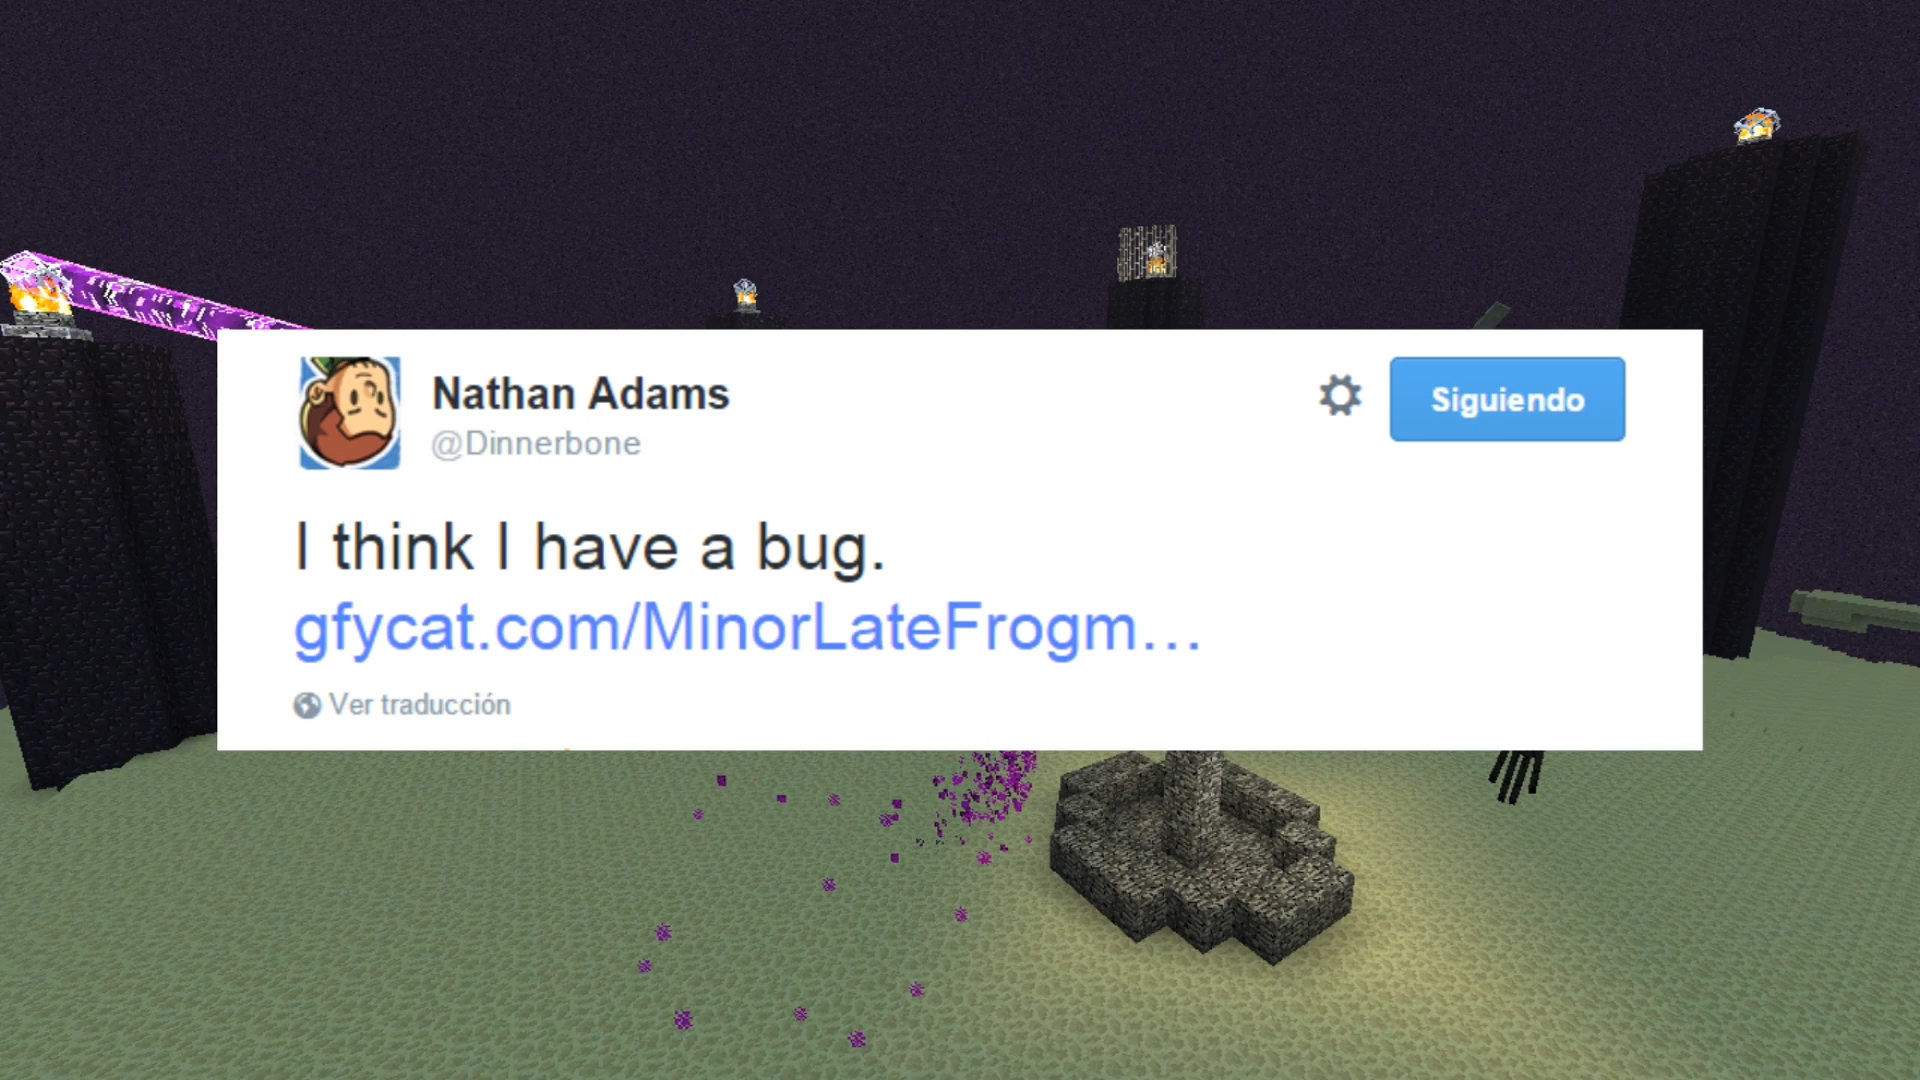 Nathan Adams
@Dinnerbone
Siguiendo
I think I have a bug.
gfycat.com/MinorLateFrogm…
Ver traducción